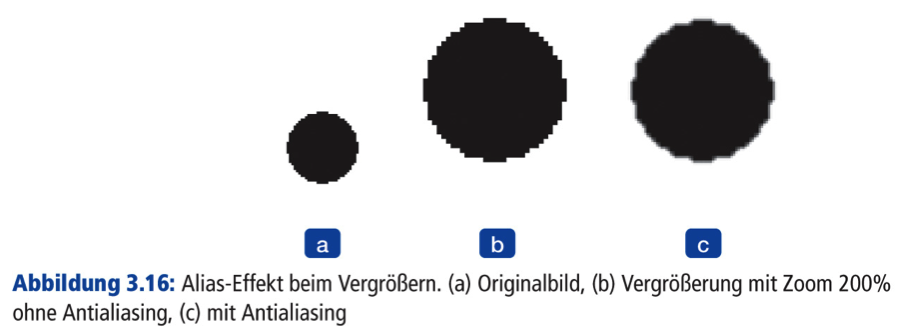 a
b
c
Abbildung 3.16: Alias-Effekt beim Vergrößern. (a) Originalbild, (b) Vergrößerung mit Zoom 200%
ohne Antialiasing, (c) mit Antialiasing